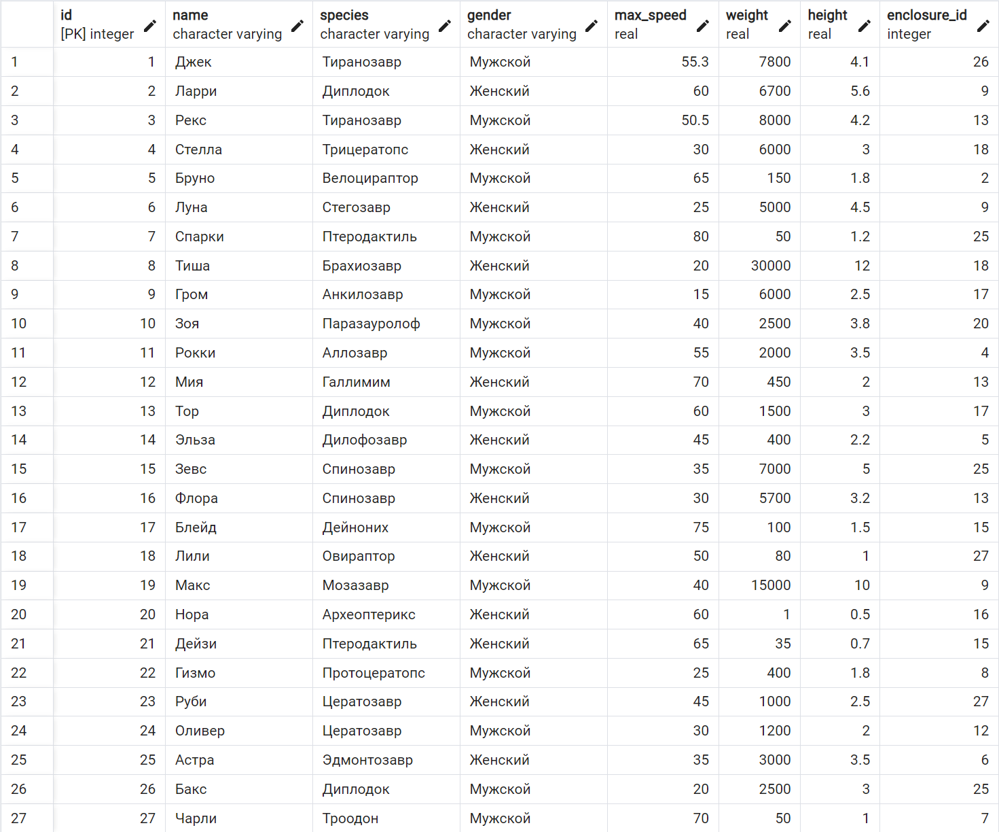 id name species gender max_speed weight height enclosure_id
[PK] integer character varying character varying character varying real real real integer
1 1 Джек Тиранозавр Мужской 55.3 7800 4.1 26
2 2 Ларри Диплодок Женский 60 6700 5.6 9
3 3 Рекс Тиранозавр Мужской 50.5 8000 4.2 13
4 4 Стелла Трицератопс Женский 30 6000 3 18
5 5 Бруно Велоцираптор Мужской 65 150 1.8 2
6 6 Луна Стегозавр Женский 25 5000 4.5 9
7 7 Спарки Птеродактиль Мужской 80 50 1.2 25
8 8 Тиша Брахиозавр Женский 20 30000 12 18
9 9 Гром Анкилозавр Мужской 15 6000 2.5 17
10 10 Зоя Паразауролоф Мужской 40 2500 3.8 20
11 11 Рокки Аллозавр Мужской 55 2000 3.5 4
12 12 Мия Галлимим Женский 70 450 2 13
13 13 Тор Диплодок Мужской 60 1500 3 17
14 14 Эльза Дилофозавр Женский 45 400 2.2 5
15 15 Зевс Спинозавр Мужской 35 7000 5 25
16 16 Флора Спинозавр Женский 30 5700 3.2 13
17 17 Блейд Дейноних Мужской 75 100 1.5 15
18 18 Лили Овираптор Женский 50 80 1 27
19 19 Макс Мозазавр Мужской 40 15000 10 9
20 20 Нора Археоптерикс Женский 60 1 0.5 16
21 21 Дейзи Птеродактиль Женский 65 35 0.7 15
22 22 Гизмо Протоцератопс Мужской 25 400 1.8 8
23 23 Руби Цератозавр Женский 45 1000 2.5 27
24 24 Оливер Цератозавр Мужской 30 1200 2 12
25 25 Астра Эдмонтозавр Женский 35 3000 3.5 6
26 26 Бакс Диплодок Мужской 20 2500 3 25
27 27 Чарли Троодон Мужской 70 50 1 7